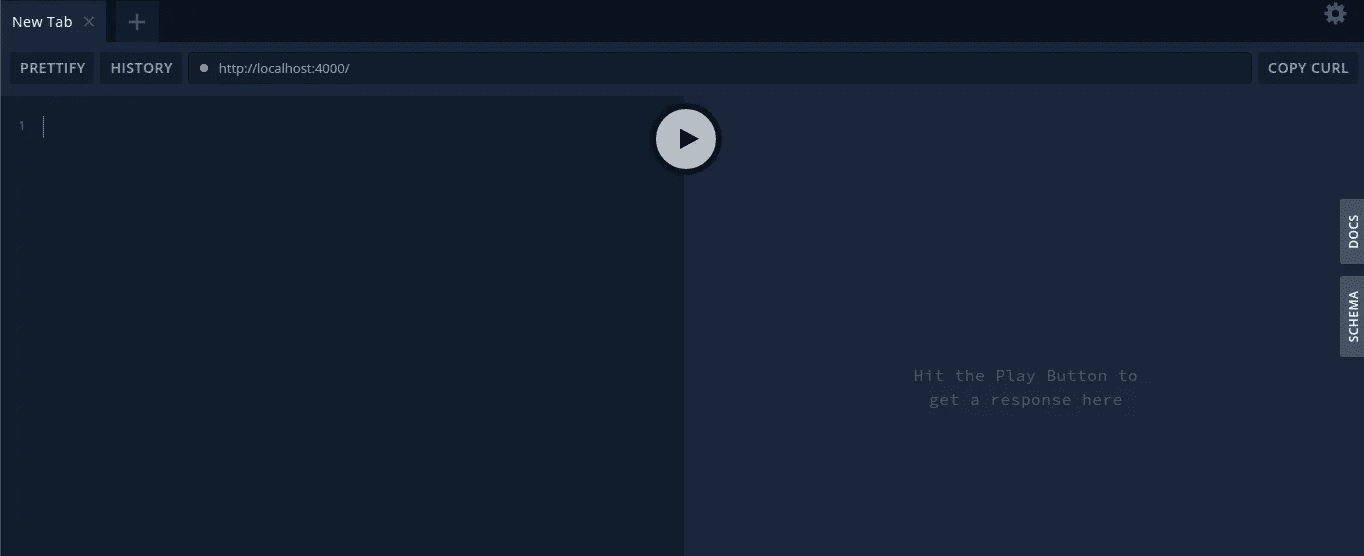 New Tab
PRETTIFY HISTORY http://localhost:4000/ COPY CURL
1
DOCS
SCHEMA
Hit the Play Button to
get a response here